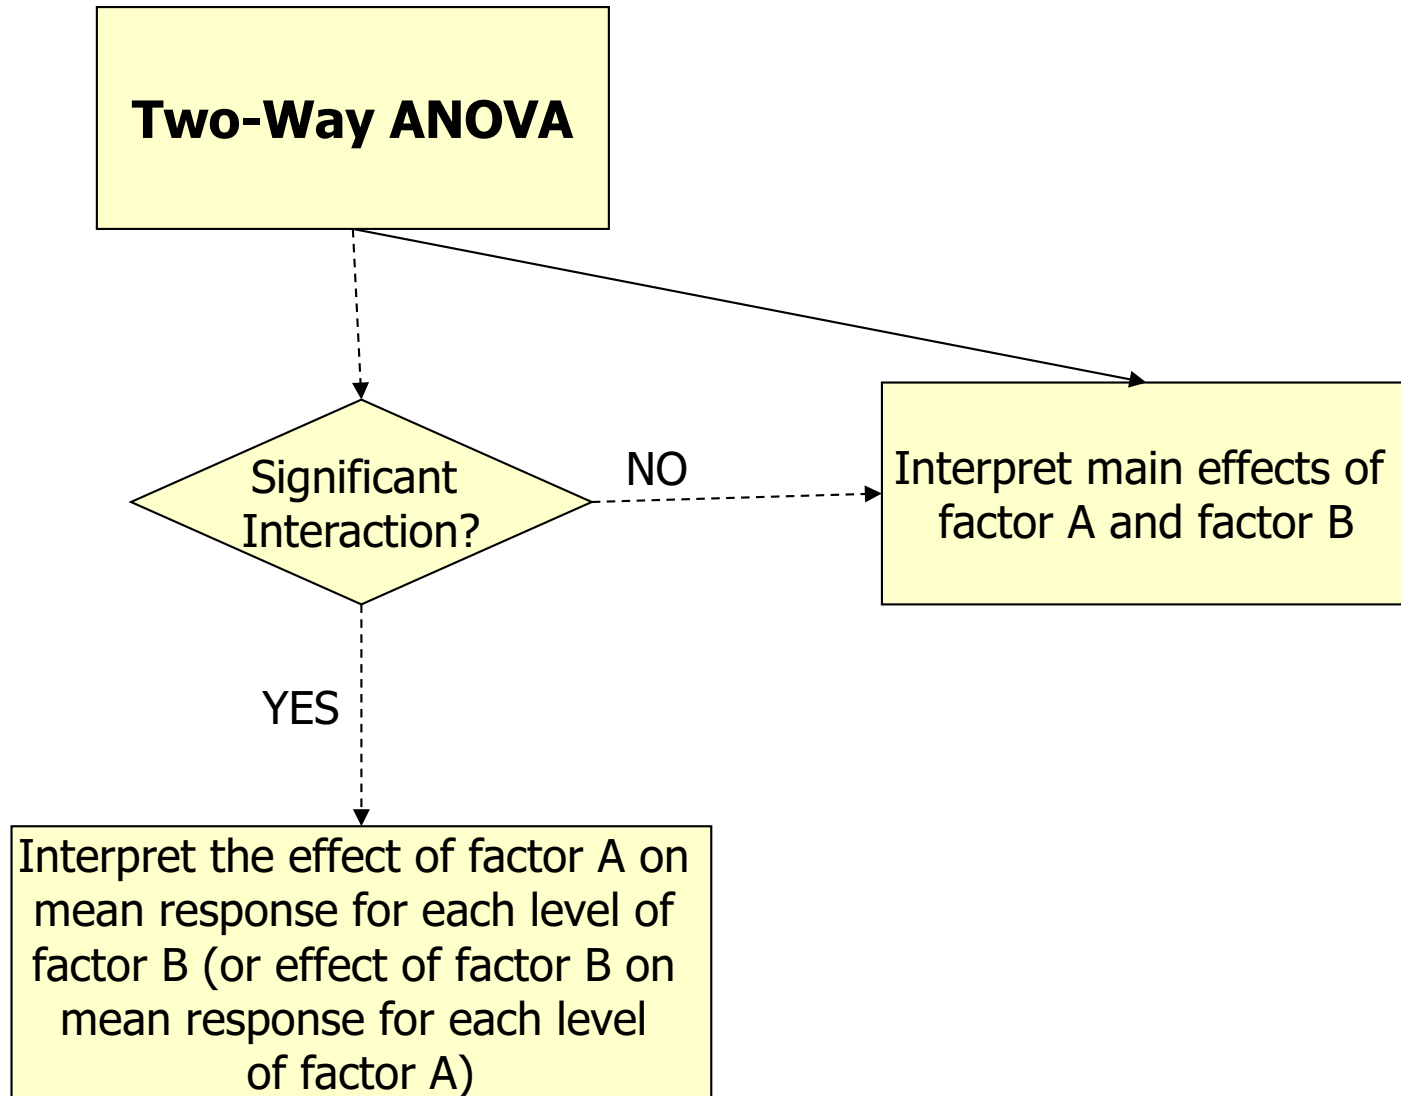 Two-Way ANOVA
Significant
Interaction?
NO
Interpret main effects of
factor A and factor B
YES
Interpret the effect of factor A on
mean response for each level of
factor B (or effect of factor B on
mean response for each level
of factor A)